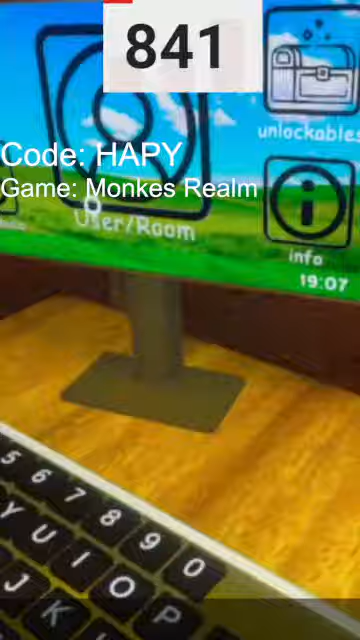 841
unlockables
Code: HAPY
Game: Monkes Realm
User/Room
info
19:07
5 6 7 8 9 0
Y U I O P
J K L